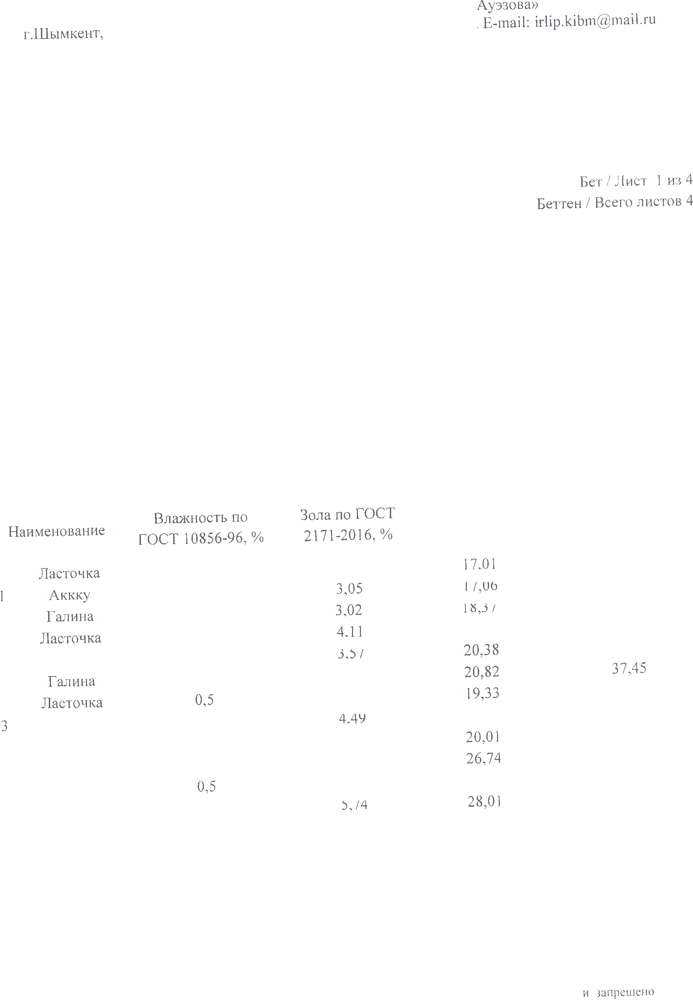 Ауэзова»
. E-mail: irlip.kibm@mail.ru
г.Шымкент,
Бет / Лист 1 из 4
Беттен / Всего листов 4
Наименование
Влажность по
ГОСТ 10856-96, %
Зола по ГОСТ
2171-2016, %
Ласточка 17,01
1 Аккку 3,05 17,06
Галина 3,02 18,37
Ласточка 4,11
3,57 20,38
Галина 20,82 37,45
Ласточка 0,5 19,33
3 4,49
20,01
26,74
0,5
5,74 28,01
и запрещено